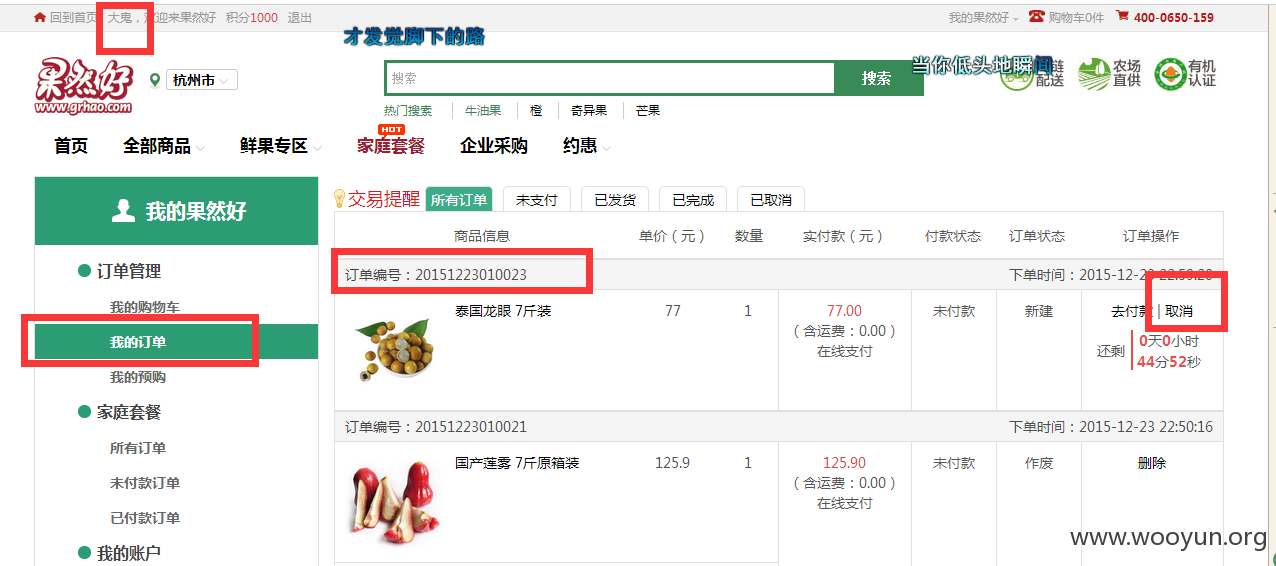 回到首页 大鬼，欢迎来果然好 积分1000 退出 我的果然好 购物车0件 400-0650-159
才发觉脚下的路
当你低头地瞬间
果然好
www.grhao.com
杭州市
搜索 搜索
配送 农场直供 有机认证
热门搜索 牛油果 橙 奇异果 芒果
HOT
首页 全部商品 鲜果专区 家庭套餐 企业采购 约惠
我的果然好
订单管理
我的购物车
我的订单
我的预购
家庭套餐
所有订单
未付款订单
已付款订单
我的账户
交易提醒 所有订单 未支付 已发货 已完成 已取消
商品信息 单价（元） 数量 实付款（元） 付款状态 订单状态 订单操作
订单编号：20151223010023 下单时间：2015-12-23 22:59:20
泰国龙眼 7斤装 77 1 77.00 未付款 新建 去付款 | 取消
（含运费：0.00）
在线支付
还剩 0天0小时
44分52秒
订单编号：20151223010021 下单时间：2015-12-23 22:50:16
国产莲雾 7斤原箱装 125.9 1 125.90 未付款 作废 删除
（含运费：0.00）
在线支付
www.wooyun.org